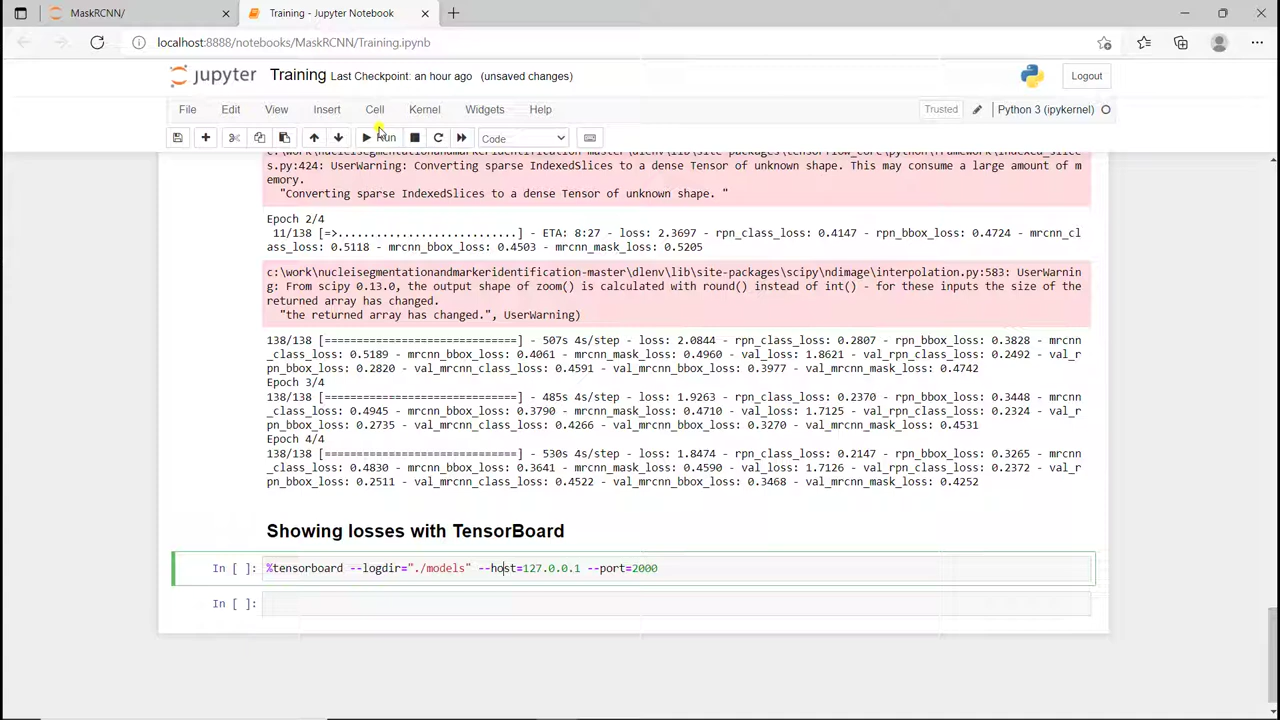 MaskRCNN/
Training - Jupyter Notebook
localhost:8888/notebooks/MaskRCNN/Training.ipynb
jupyter Training Last Checkpoint: an hour ago (unsaved changes)
Logout
File Edit View Insert Cell Kernel Widgets Help
Trusted Python 3 (ipykernel)
Run Code
c:\work\nucleisegmentationandmarkeridentification-master\dlenv\lib\site-packages\tensorflow_core\python\framework\indexed_slice
s.py:424: UserWarning: Converting sparse IndexedSlices to a dense Tensor of unknown shape. This may consume a large amount of m
emory.
"Converting sparse IndexedSlices to a dense Tensor of unknown shape. "
Epoch 2/4
11/138 [=>............................] - ETA: 8:27 - loss: 2.3697 - rpn_class_loss: 0.4147 - rpn_bbox_loss: 0.4724 - mrcnn_cl
ass_loss: 0.5118 - mrcnn_bbox_loss: 0.4503 - mrcnn_mask_loss: 0.5205
c:\work\nucleisegmentationandmarkeridentification-master\dlenv\lib\site-packages\scipy\ndimage\interpolation.py:583: UserWarnin
g: From scipy 0.13.0, the output shape of zoom() is calculated with round() instead of int() - for these inputs the size of the
returned array has changed.
"the returned array has changed.", UserWarning)
138/138 [==============================] - 507s 4s/step - loss: 2.0844 - rpn_class_loss: 0.2807 - rpn_bbox_loss: 0.3828 - mrcnn
_class_loss: 0.5189 - mrcnn_bbox_loss: 0.4061 - mrcnn_mask_loss: 0.4960 - val_loss: 1.8621 - val_rpn_class_loss: 0.2492 - val_r
pn_bbox_loss: 0.2820 - val_mrcnn_class_loss: 0.4591 - val_mrcnn_bbox_loss: 0.3977 - val_mrcnn_mask_loss: 0.4742
Epoch 3/4
138/138 [==============================] - 485s 4s/step - loss: 1.9263 - rpn_class_loss: 0.2370 - rpn_bbox_loss: 0.3448 - mrcnn
_class_loss: 0.4945 - mrcnn_bbox_loss: 0.3790 - mrcnn_mask_loss: 0.4710 - val_loss: 1.7125 - val_rpn_class_loss: 0.2324 - val_r
pn_bbox_loss: 0.2735 - val_mrcnn_class_loss: 0.4266 - val_mrcnn_bbox_loss: 0.3270 - val_mrcnn_mask_loss: 0.4531
Epoch 4/4
138/138 [==============================] - 530s 4s/step - loss: 1.8474 - rpn_class_loss: 0.2147 - rpn_bbox_loss: 0.3265 - mrcnn
_class_loss: 0.4830 - mrcnn_bbox_loss: 0.3641 - mrcnn_mask_loss: 0.4590 - val_loss: 1.7126 - val_rpn_class_loss: 0.2372 - val_r
pn_bbox_loss: 0.2511 - val_mrcnn_class_loss: 0.4522 - val_mrcnn_bbox_loss: 0.3468 - val_mrcnn_mask_loss: 0.4252
Showing losses with TensorBoard
In [ ]: %tensorboard --logdir="./models" --host=127.0.0.1 --port=2000
In [ ]: